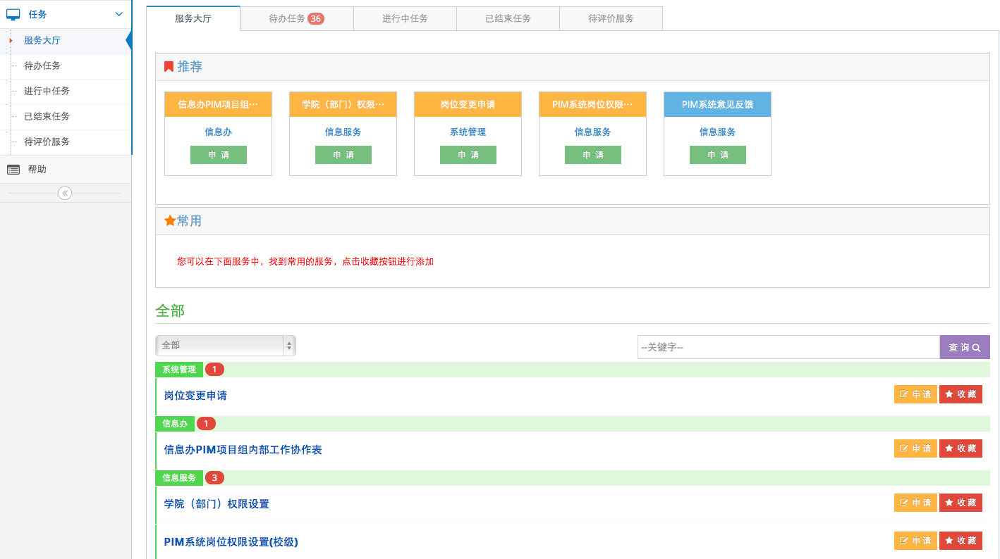 任务
服务大厅
待办任务
进行中任务
已结束任务
待评价服务
帮助
服务大厅
待办任务 36
进行中任务
已结束任务
待评价服务
推荐
信息办PIM项目组···
信息办
申 请
学院（部门）权限···
信息服务
申 请
岗位变更申请
系统管理
申 请
PIM系统岗位权限···
信息服务
申 请
PIM系统意见反馈
信息服务
申 请
常用
您可以在下面服务中，找到常用的服务，点击收藏按钮进行添加
全部
全部
--关键字--
查 询
系统管理 1
岗位变更申请
申 请
收 藏
信息办 1
信息办PIM项目组内部工作协作表
申 请
收 藏
信息服务 3
学院（部门）权限设置
申 请
收 藏
PIM系统岗位权限设置(校级)
申 请
收 藏